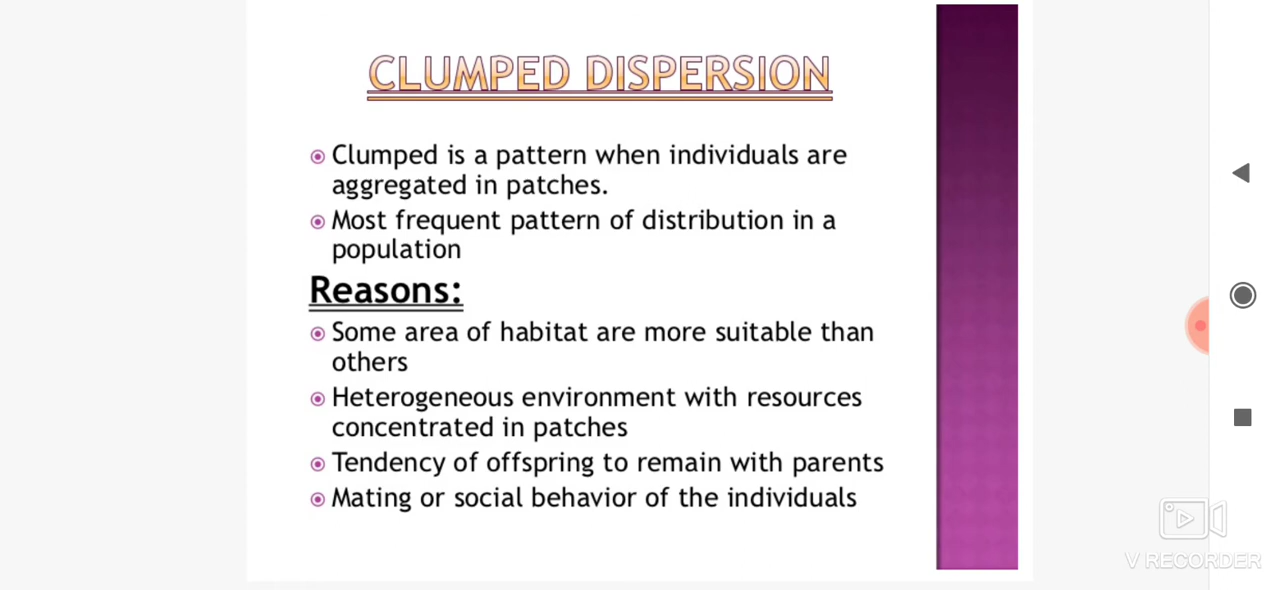 CLUMPED DISPERSION
Clumped is a pattern when individuals are
aggregated in patches.
Most frequent pattern of distribution in a
population
Reasons:
Some area of habitat are more suitable than
others
Heterogeneous environment with resources
concentrated in patches
Tendency of offspring to remain with parents
Mating or social behavior of the individuals
V RECORDER